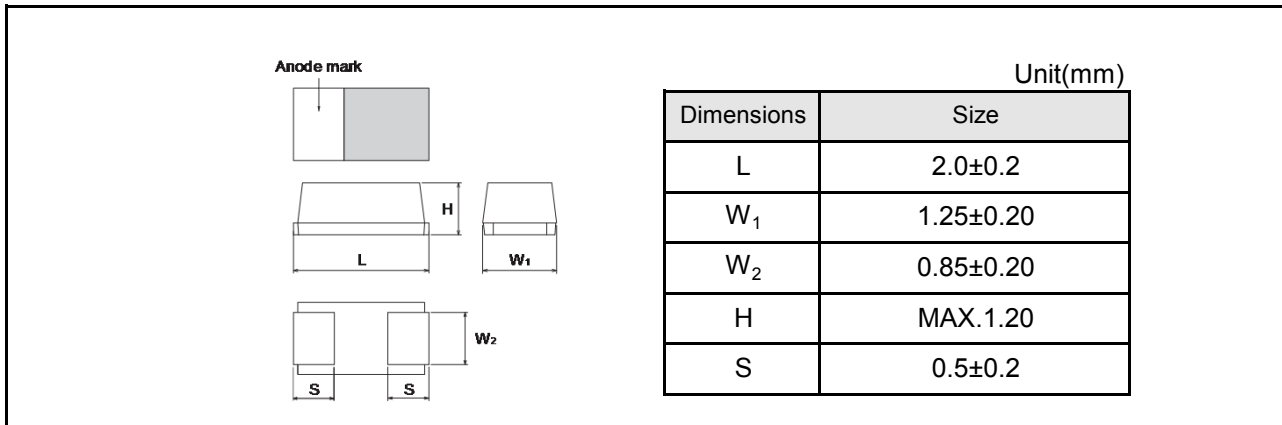 Anode mark
H
L
W₁
W₂
S S
Unit(mm)
Dimensions Size
L 2.0±0.2
W₁ 1.25±0.20
W₂ 0.85±0.20
H MAX.1.20
S 0.5±0.2